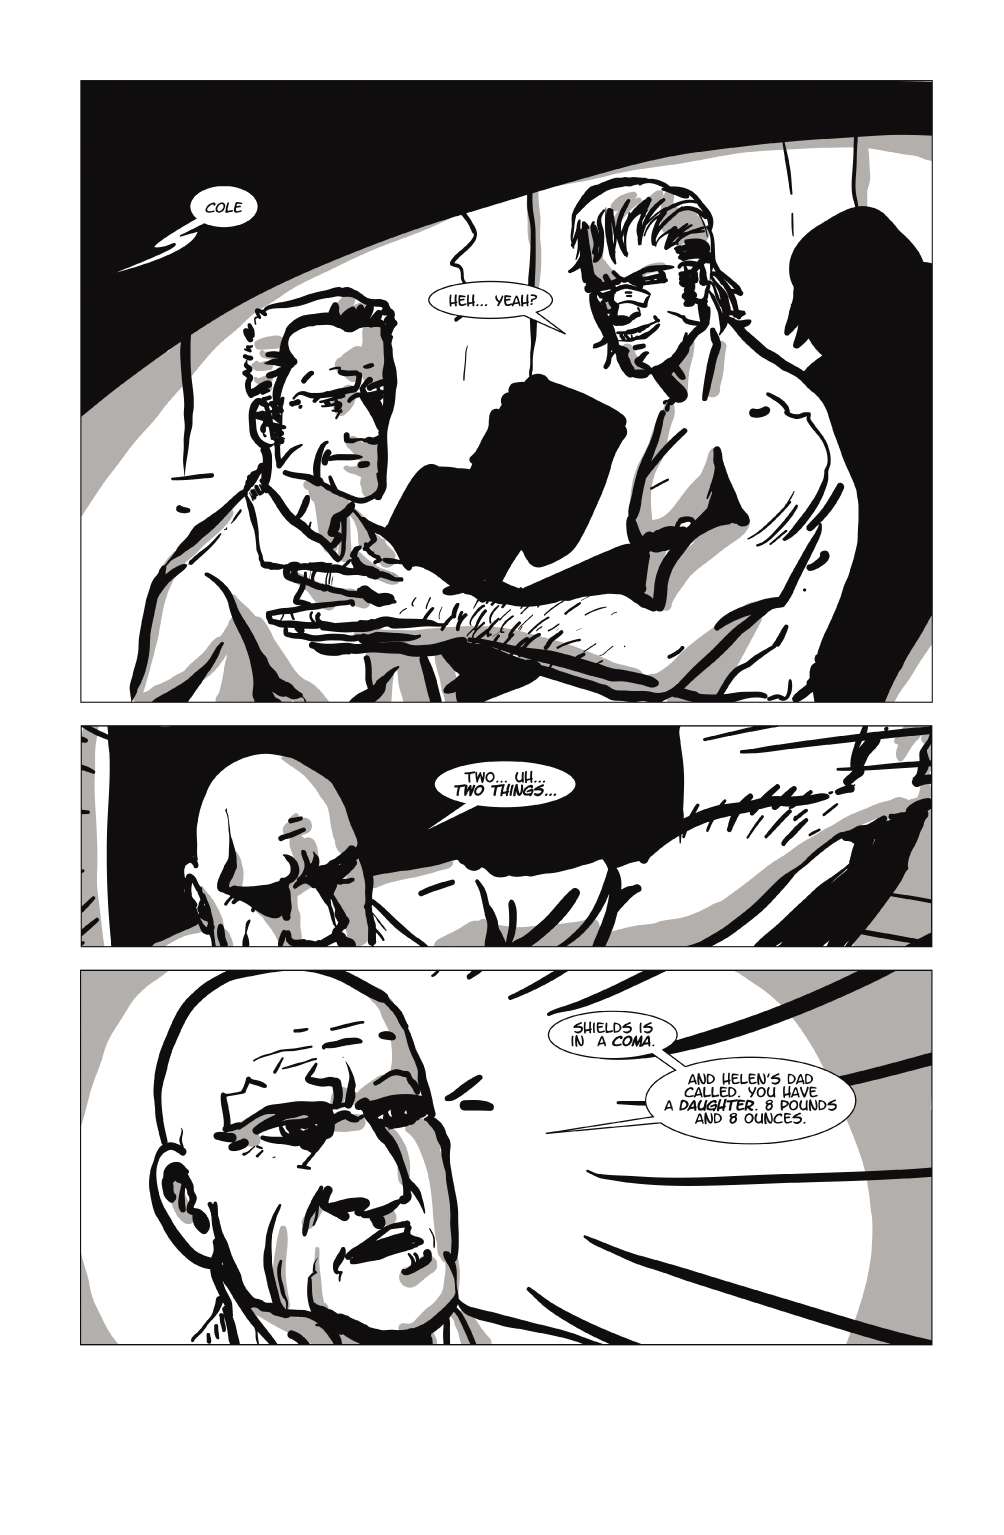 COLE
HEH... YEAH?
TWO... UH...
TWO THINGS...
SHIELDS IS
IN A COMA.
AND HELEN'S DAD
CALLED. YOU HAVE
A DAUGHTER. 8 POUNDS
AND 8 OUNCES.